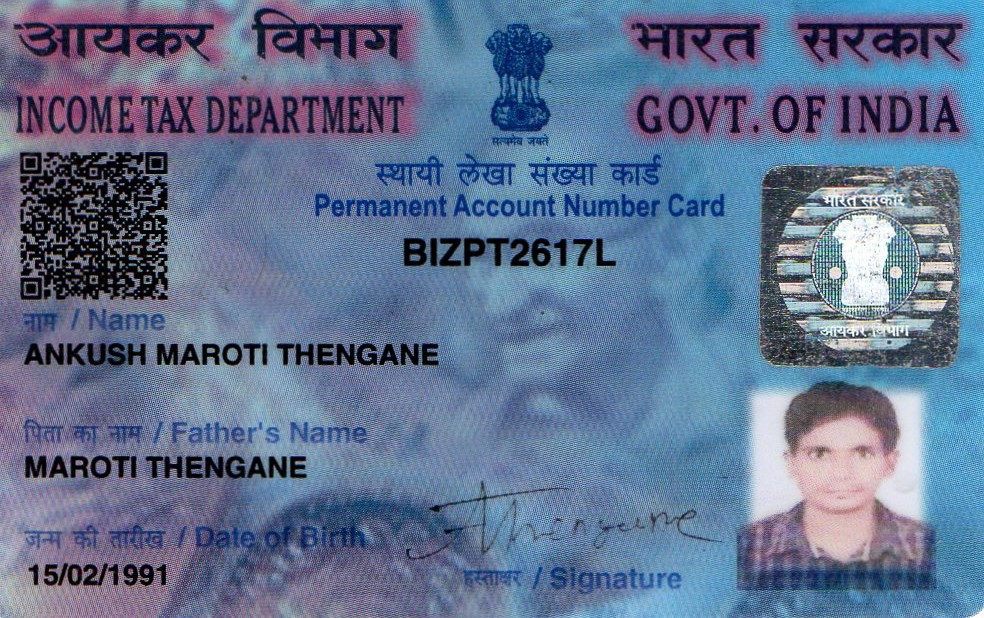 आयकर विभाग
INCOME TAX DEPARTMENT
सत्यमेव जयते
भारत सरकार
GOVT. OF INDIA
स्थायी लेखा संख्या कार्ड
Permanent Account Number Card
BIZPT2617L
भारत सरकार
आयकर विभाग
नाम / Name
ANKUSH MAROTI THENGANE
पिता का नाम / Father's Name
MAROTI THENGANE
जन्म की तारीख / Date of Birth
15/02/1991
AThengane
हस्ताक्षर / Signature